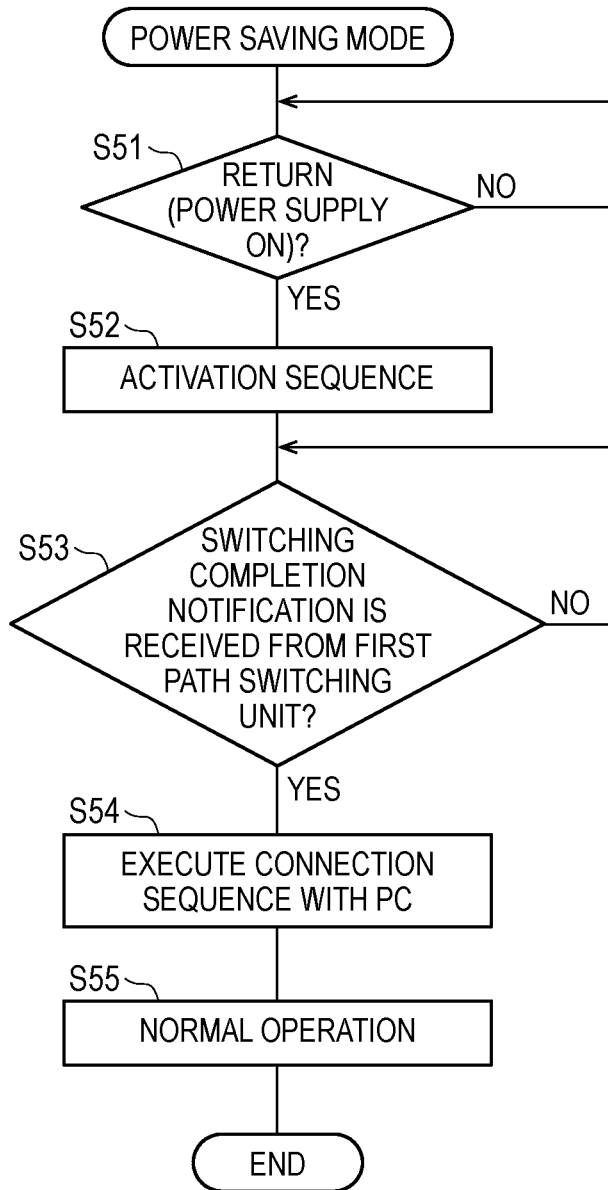 POWER SAVING MODE
S51
RETURN
(POWER SUPPLY
ON)?
NO
YES
S52
ACTIVATION SEQUENCE
S53
SWITCHING
COMPLETION
NOTIFICATION IS
RECEIVED FROM FIRST
PATH SWITCHING
UNIT?
NO
YES
S54
EXECUTE CONNECTION
SEQUENCE WITH PC
S55
NORMAL OPERATION
END